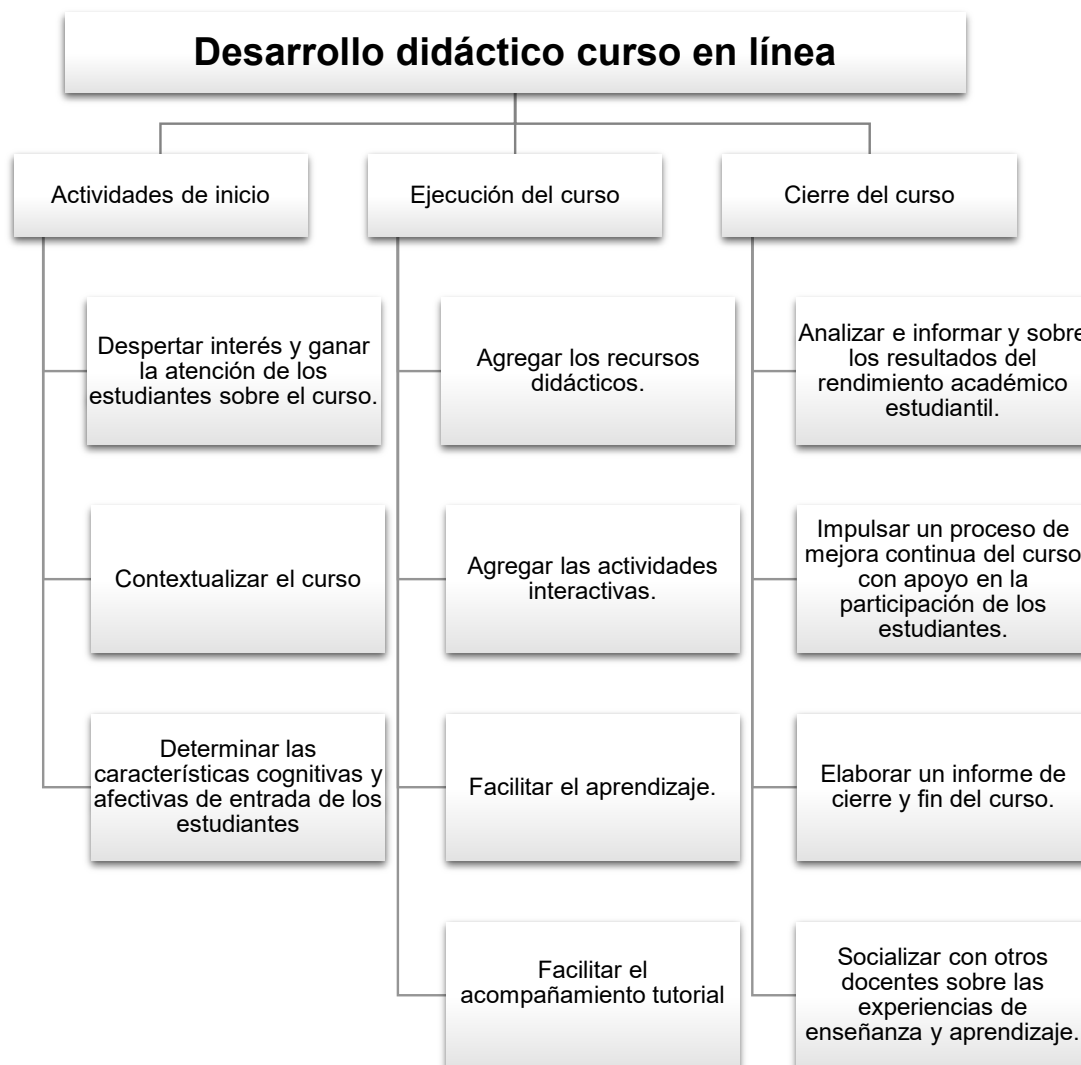 Desarrollo didáctico curso en línea
Actividades de inicio
Despertar interés y ganar
la atención de los
estudiantes sobre el curso.
Contextualizar el curso
Determinar las
características cognitivas y
afectivas de entrada de los
estudiantes
Ejecución del curso
Agregar los recursos
didácticos.
Agregar las actividades
interactivas.
Facilitar el aprendizaje.
Facilitar el
acompañamiento tutorial
Cierre del curso
Analizar e informar y sobre
los resultados del
rendimiento académico
estudiantil.
Impulsar un proceso de
mejora continua del curso
con apoyo en la
participación de los
estudiantes.
Elaborar un informe de
cierre y fin del curso.
Socializar con otros
docentes sobre las
experiencias de
enseñanza y aprendizaje.